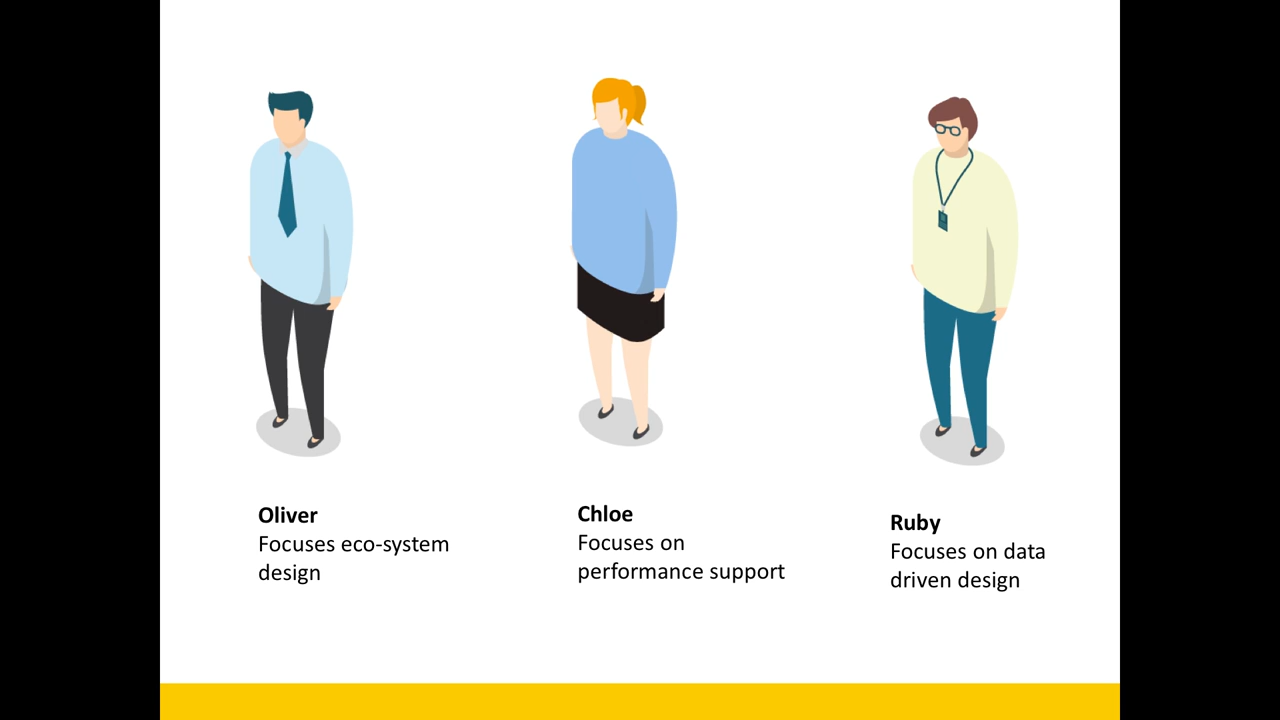 Oliver
Focuses eco-system
design
Chloe
Focuses on
performance support
Ruby
Focuses on data
driven design